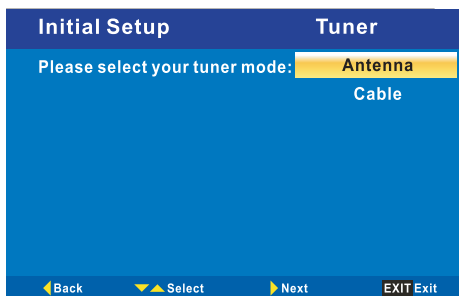 Initial Setup Tuner
Please select your tuner mode: Antenna
Cable
Back Select Next EXIT Exit